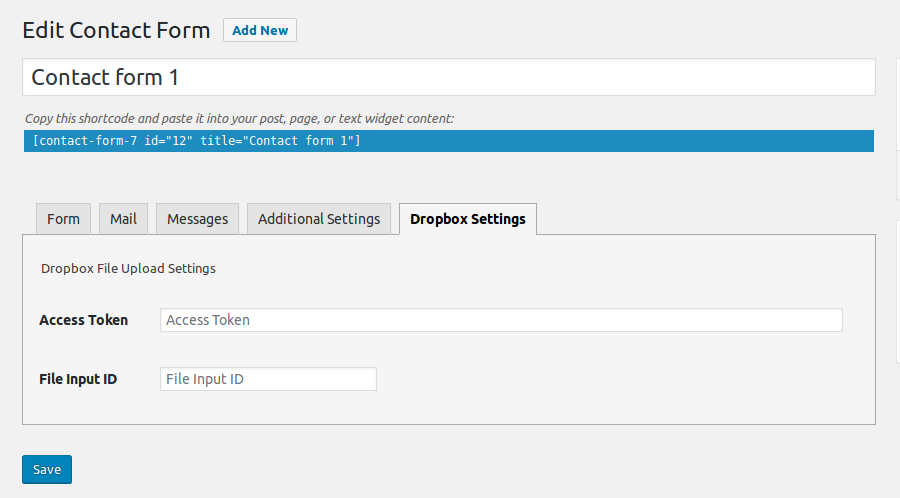 Edit Contact Form Add New
Contact form 1
Copy this shortcode and paste it into your post, page, or text widget content:
[contact-form-7 id="12" title="Contact form 1"]
Form Mail Messages Additional Settings Dropbox Settings
Dropbox File Upload Settings
Access Token Access Token
File Input ID File Input ID
Save